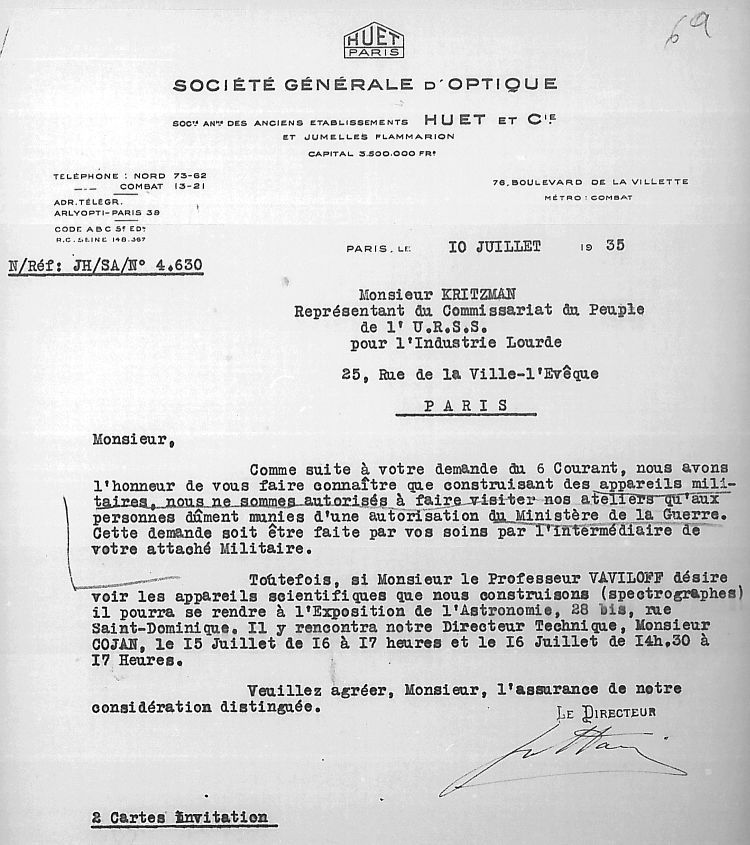 69
HUET
PARIS
SOCIÉTÉ GÉNÉRALE D'OPTIQUE
SOCTÉ ANME DES ANCIENS ETABLISSEMENTS HUET ET CIE
ET JUMELLES FLAMMARION
CAPITAL 3.500.000 FRS
TÉLÉPHONE : NORD 73-62
COMBAT 13-21
ADR. TÉLÉGR.
ARLYOPTI-PARIS 39
CODE ABC 5E EDN
R.C. SEINE 148.367
76, BOULEVARD DE LA VILLETTE
MÉTRO : COMBAT
PARIS, LE 10 JUILLET 1935
N/Réf: JH/SA/N° 4.630
Monsieur KRITZMAN
Représentant du Commissariat du Peuple
de l' U.R.S.S.
pour l'Industrie Lourde
25, Rue de la Ville-l'Evêque
P A R I S
Monsieur,
Comme suite à votre demande du 6 Courant, nous avons
l'honneur de vous faire connaître que construisant des appareils mili-
taires, nous ne sommes autorisés à faire visiter nos ateliers qu'aux
personnes dûment munies d'une autorisation du Ministère de la Guerre.
Cette demande soit être faite par vos soins par l'intermédiaire de
votre attaché Militaire.
Toutefois, si Monsieur le Professeur VAVILOFF désire
voir les appareils scientifiques que nous construisons (spectrographes)
il pourra se rendre à l'Exposition de l'Astronomie, 28 bis, rue
Saint-Dominique. Il y rencontra notre Directeur Technique, Monsieur
COJAN, le 15 Juillet de 16 à 17 heures et le 16 Juillet de 14h.30 à
17 Heures.
Veuillez agréer, Monsieur, l'assurance de notre
considération distinguée.
LE DIRECTEUR
2 Cartes Invitation